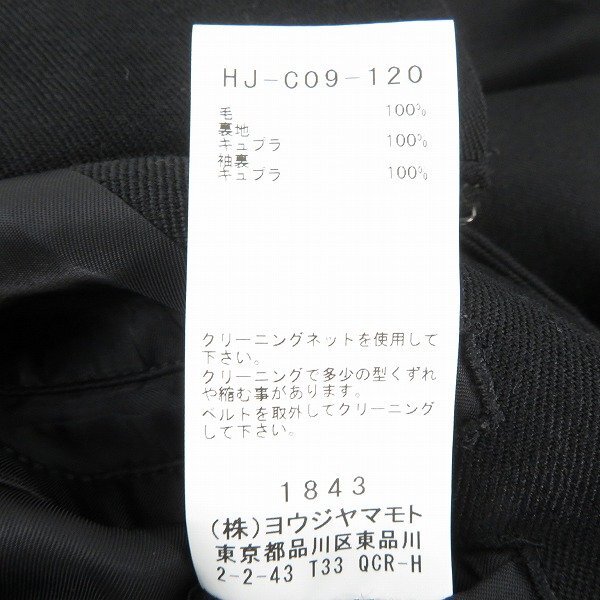 HJ-C09-120
毛 100%
裏地
キュプラ 100%
袖裏
キュプラ 100%
クリーニングネットを使用して
下さい。
クリーニングで多少の型くずれ
や縮む事があります。
ベルトを取外してクリーニング
して下さい。
1843
(株)ヨウジヤマモト
東京都品川区東品川
2-2-43 T33 QCR-H